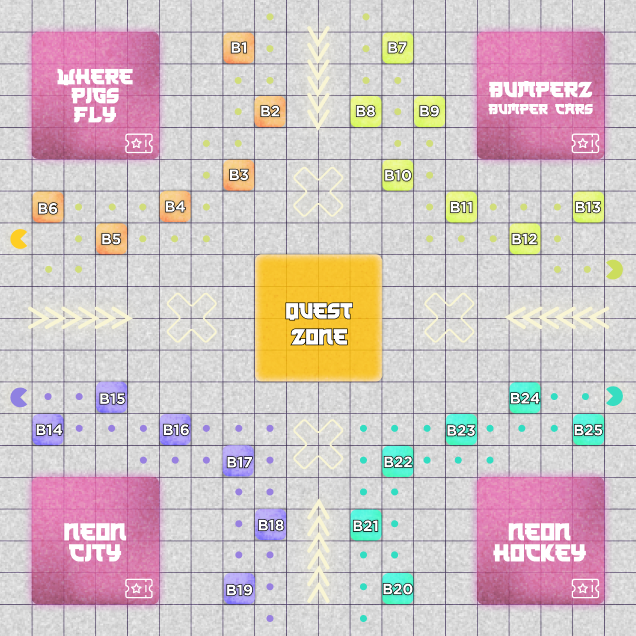 B1
B7
WHERE
PIGS
FLY
BUMPERZ
BUMPER CARS
B2
B8
B9
B3
B10
B6
B4
B11
B13
B5
B12
QUEST
ZONE
B15
B24
B14
B16
B23
B25
B17
B22
NEON
CITY
B18
B21
NEON
HOCKEY
B19
B20